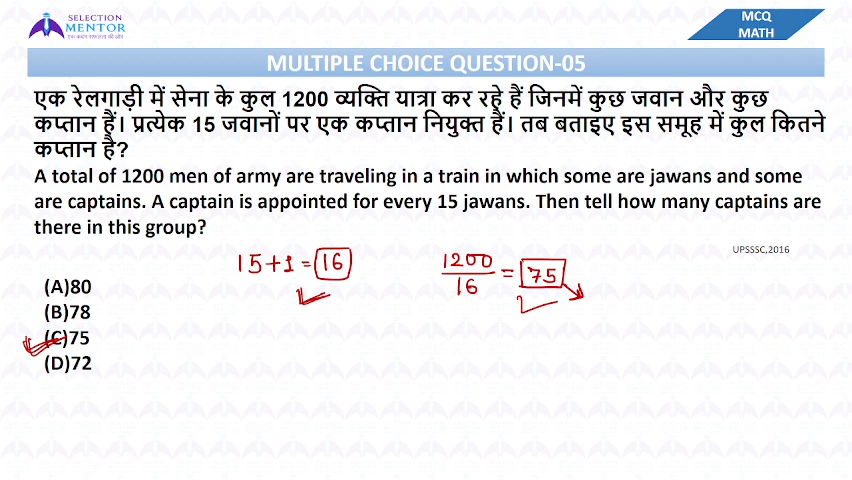 SELECTION
MENTOR
एक कदम सफलता की ओर
MCQ
MATH
MULTIPLE CHOICE QUESTION-05
एक रेलगाड़ी में सेना के कुल 1200 व्यक्ति यात्रा कर रहे हैं जिनमें कुछ जवान और कुछ
कप्तान हैं। प्रत्येक 15 जवानों पर एक कप्तान नियुक्त हैं। तब बताइए इस समूह में कुल कितने
कप्तान है?
A total of 1200 men of army are traveling in a train in which some are jawans and some
are captains. A captain is appointed for every 15 jawans. Then tell how many captains are
there in this group?
UPSSSC,2016
15+1 = 16
1200
16
= 75
(A)80
(B)78
(C)75
(D)72